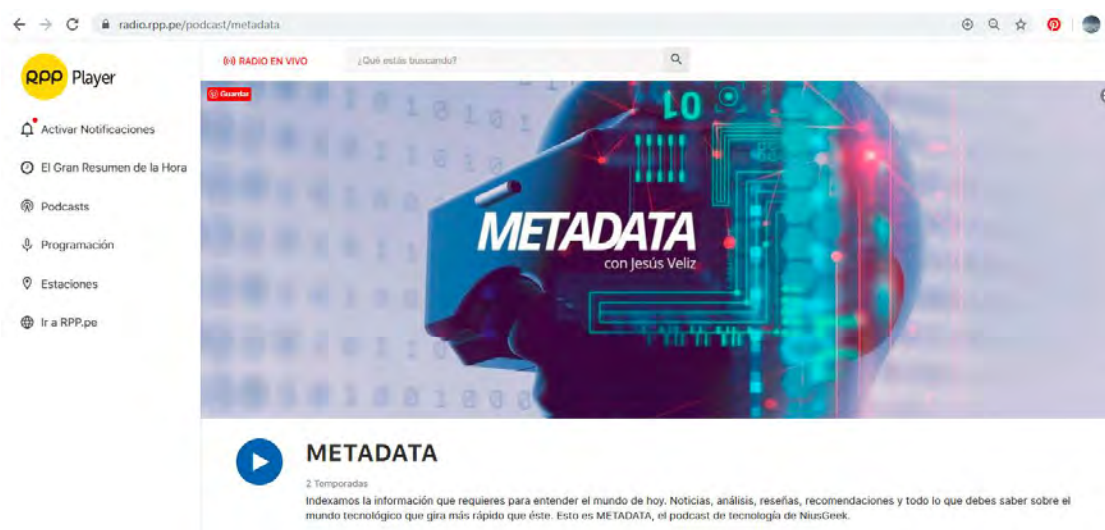 radio.rpp.pe/podcast/metadata
RPP Player
RADIO EN VIVO
¿Qué estás buscando?
Guardar
Activar Notificaciones
El Gran Resumen de la Hora
Podcasts
Programación
Estaciones
Ir a RPP.pe
METADATA
con Jesús Veliz
METADATA
2 Temporadas
Indexamos la información que requieres para entender el mundo de hoy. Noticias, análisis, reseñas, recomendaciones y todo lo que debes saber sobre el
mundo tecnológico que gira más rápido que éste. Esto es METADATA, el podcast de tecnología de NiusGeek.